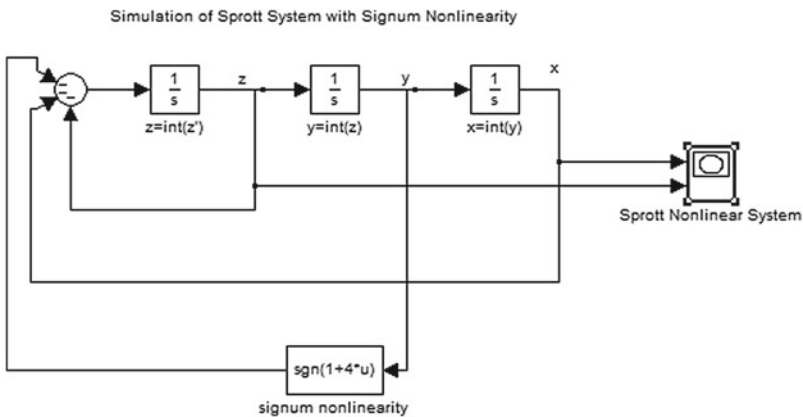 Simulation of Sprott System with Signum Nonlinearity
z
y
x
1
s
1
s
1
s
z=int(z')
y=int(z)
x=int(y)
Sprott Nonlinear System
sgn(1+4*u)
signum nonlinearity